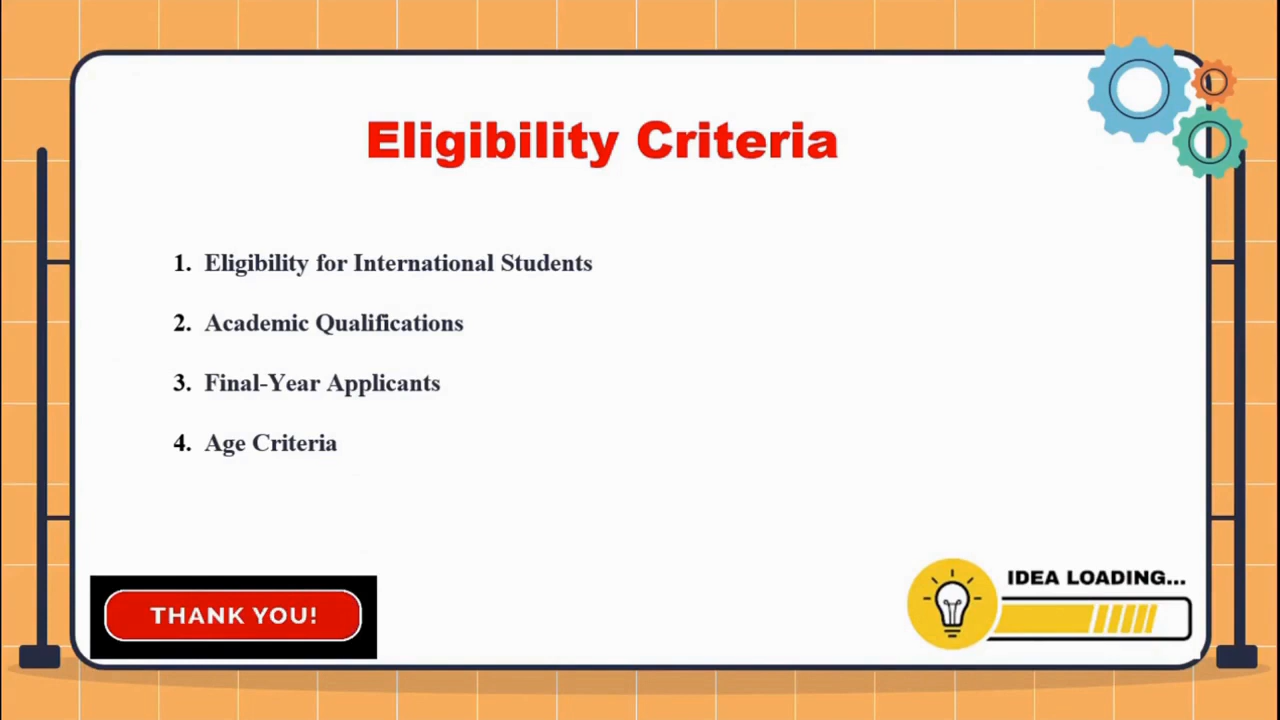 Eligibility Criteria
1. Eligibility for International Students
2. Academic Qualifications
3. Final-Year Applicants
4. Age Criteria
THANK YOU!
IDEA LOADING...